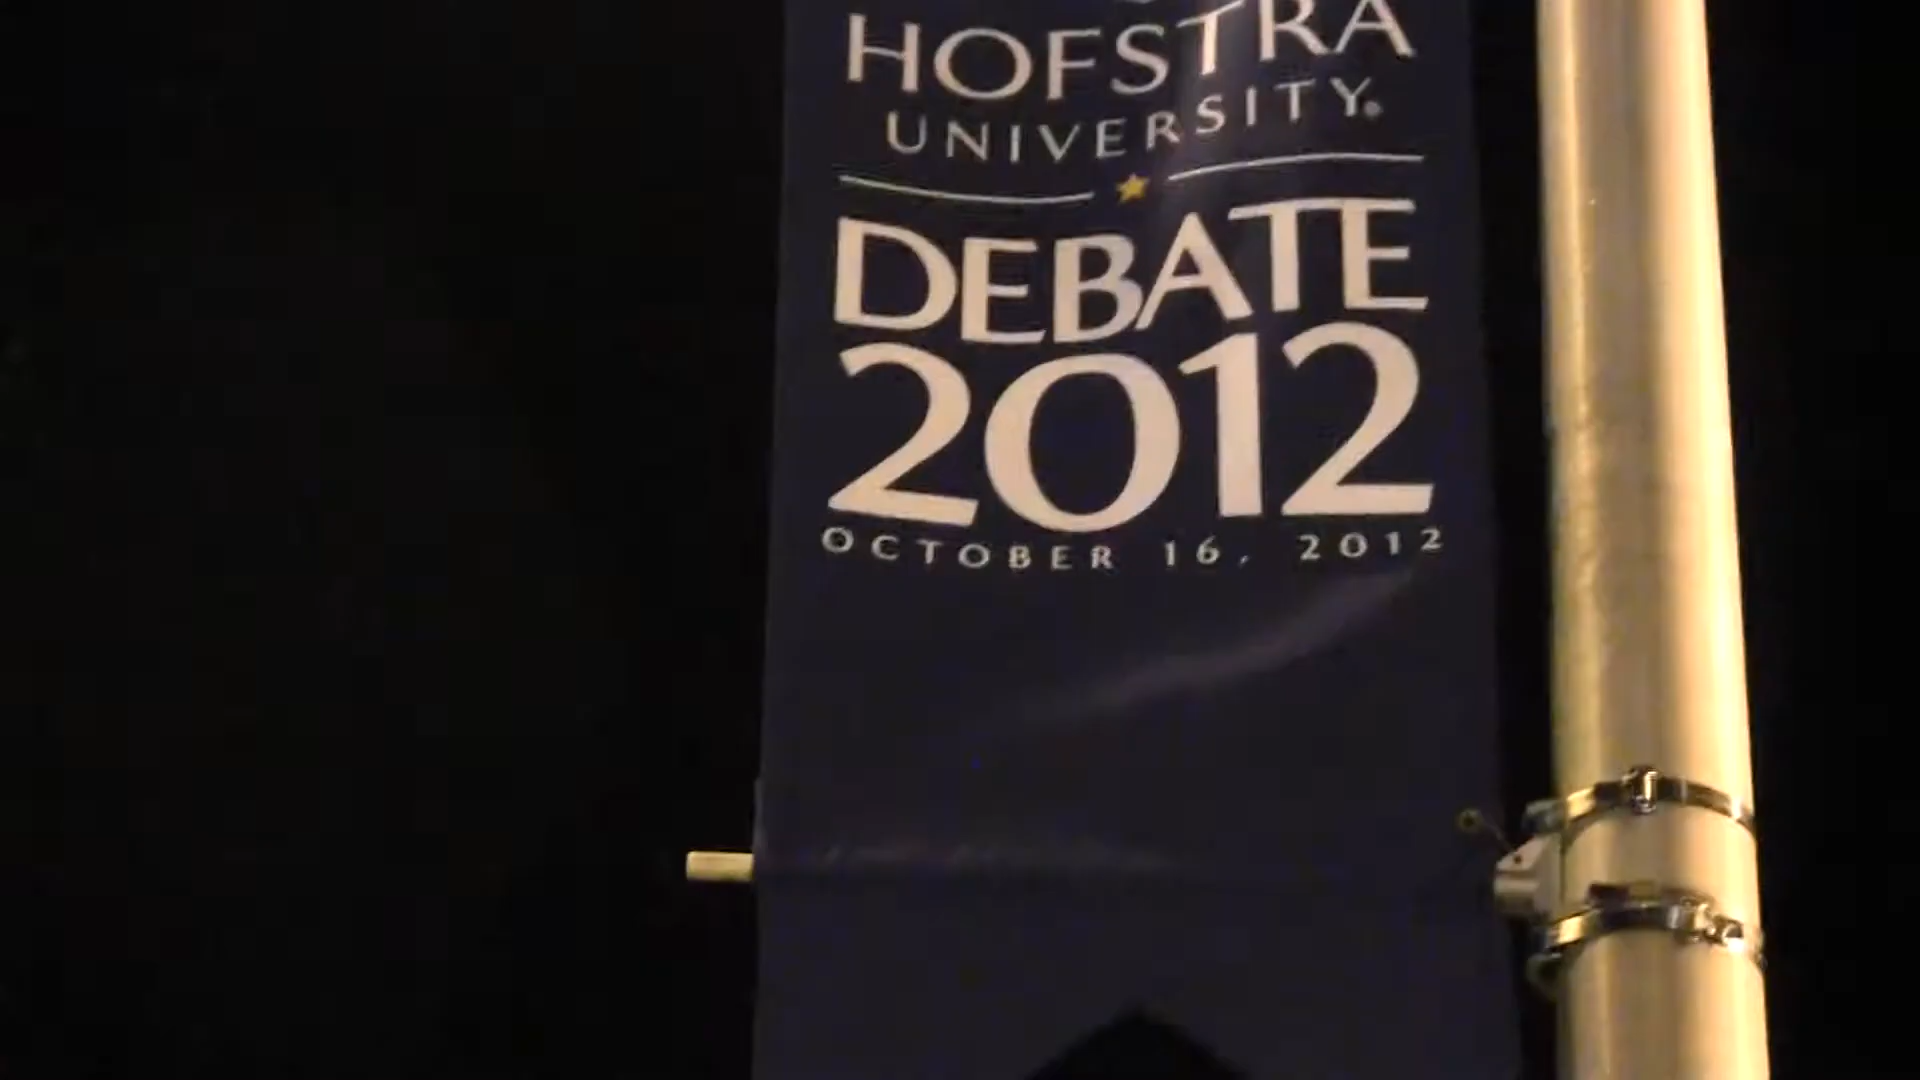 HOFSTRA
UNIVERSITY®
DEBATE
2012
OCTOBER 16, 2012